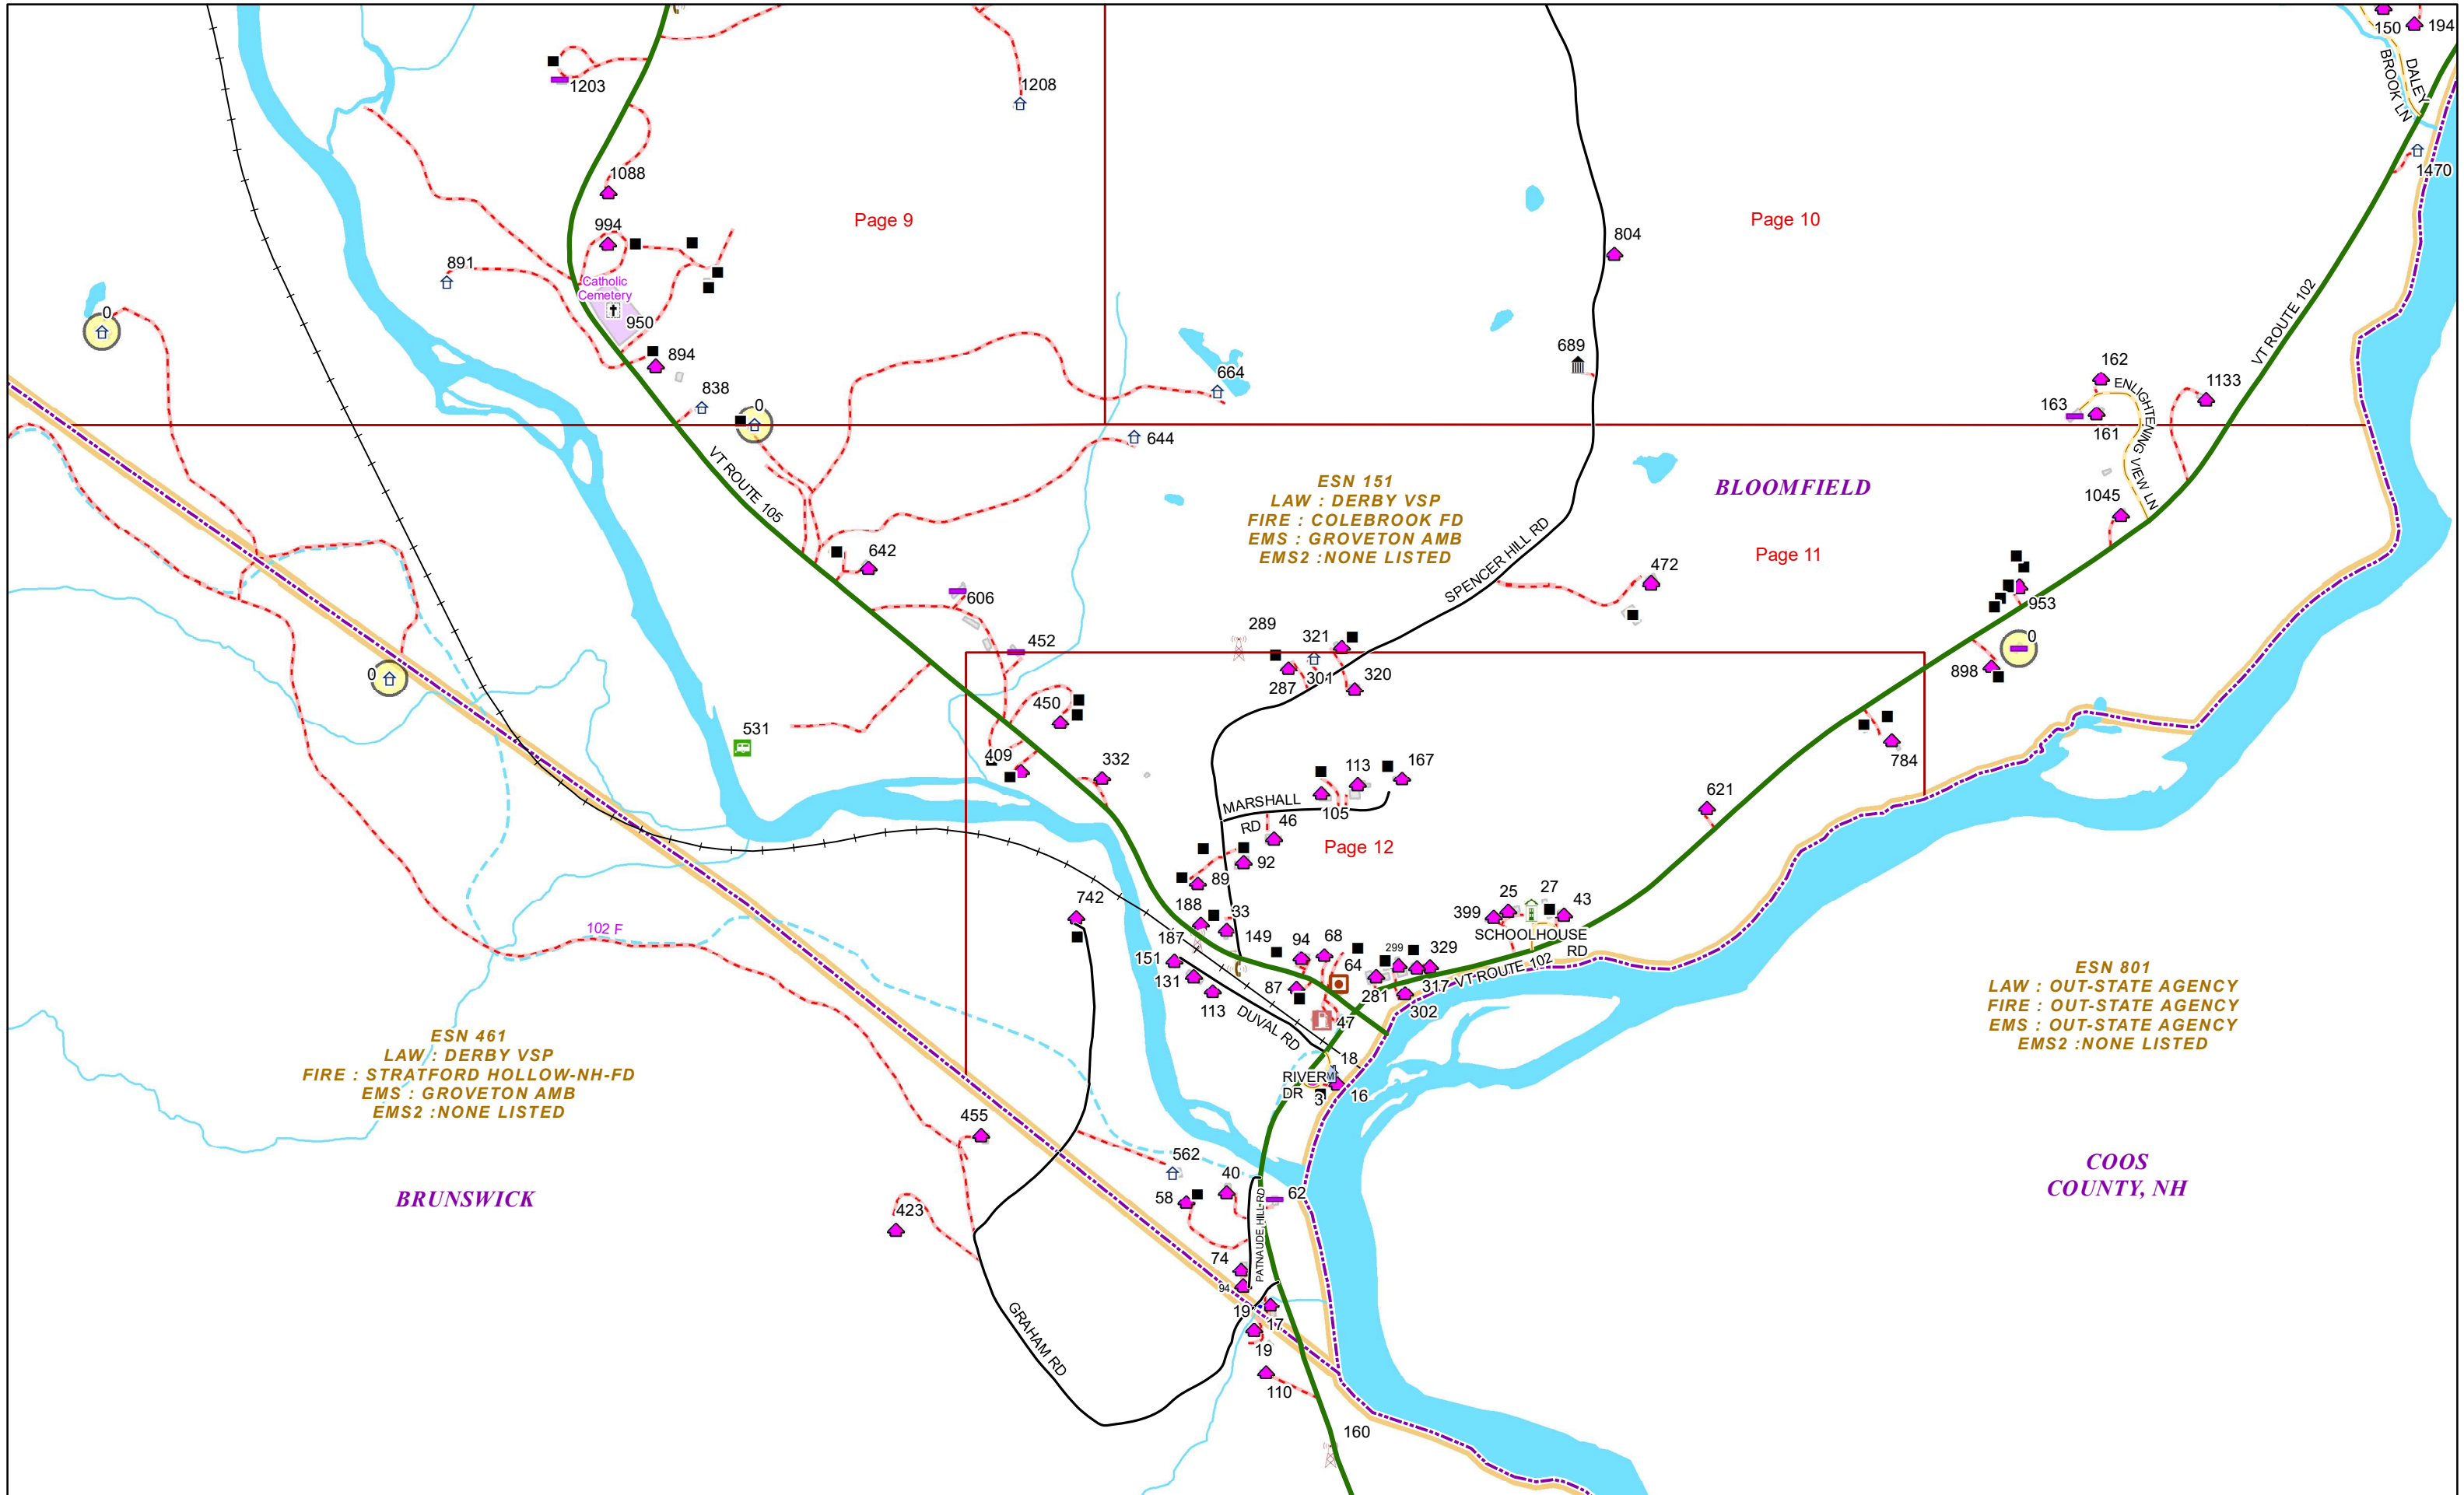 150
194
DALEY
BROOK LN
1203
1208
1470
1088
994
Page 9
Page 10
804
891
Catholic
Cemetery
950
0
894
838
0
664
689
VT ROUTE 102
162
ENLIGHTENING VIEW LN
1133
163
161
644
VT ROUTE 105
ESN 151
LAW : DERBY VSP
FIRE : COLEBROOK FD
EMS : GROVETON AMB
EMS2 :NONE LISTED
BLOOMFIELD
1045
SPENCER HILL RD
Page 11
642
472
606
953
289
321
452
0
0
287
301
320
898
450
531
409
332
113
167
784
MARSHALL
RD
105
46
621
Page 12
92
89
742
188
33
25
27
43
399
102 F
187
149
94
68
299
329
SCHOOLHOUSE
RD
151
64
131
87
281
317
VT ROUTE 102
113
302
DUVAL RD
47
ESN 801
LAW : OUT-STATE AGENCY
FIRE : OUT-STATE AGENCY
EMS : OUT-STATE AGENCY
EMS2 :NONE LISTED
ESN 461
LAW : DERBY VSP
FIRE : STRATFORD HOLLOW-NH-FD
EMS : GROVETON AMB
EMS2 :NONE LISTED
18
RIVER
DR
3
16
455
562
40
58
62
COOS
COUNTY, NH
BRUNSWICK
423
PATNAUDE HILL RD
74
94
19
17
19
GRAHAM RD
110
160